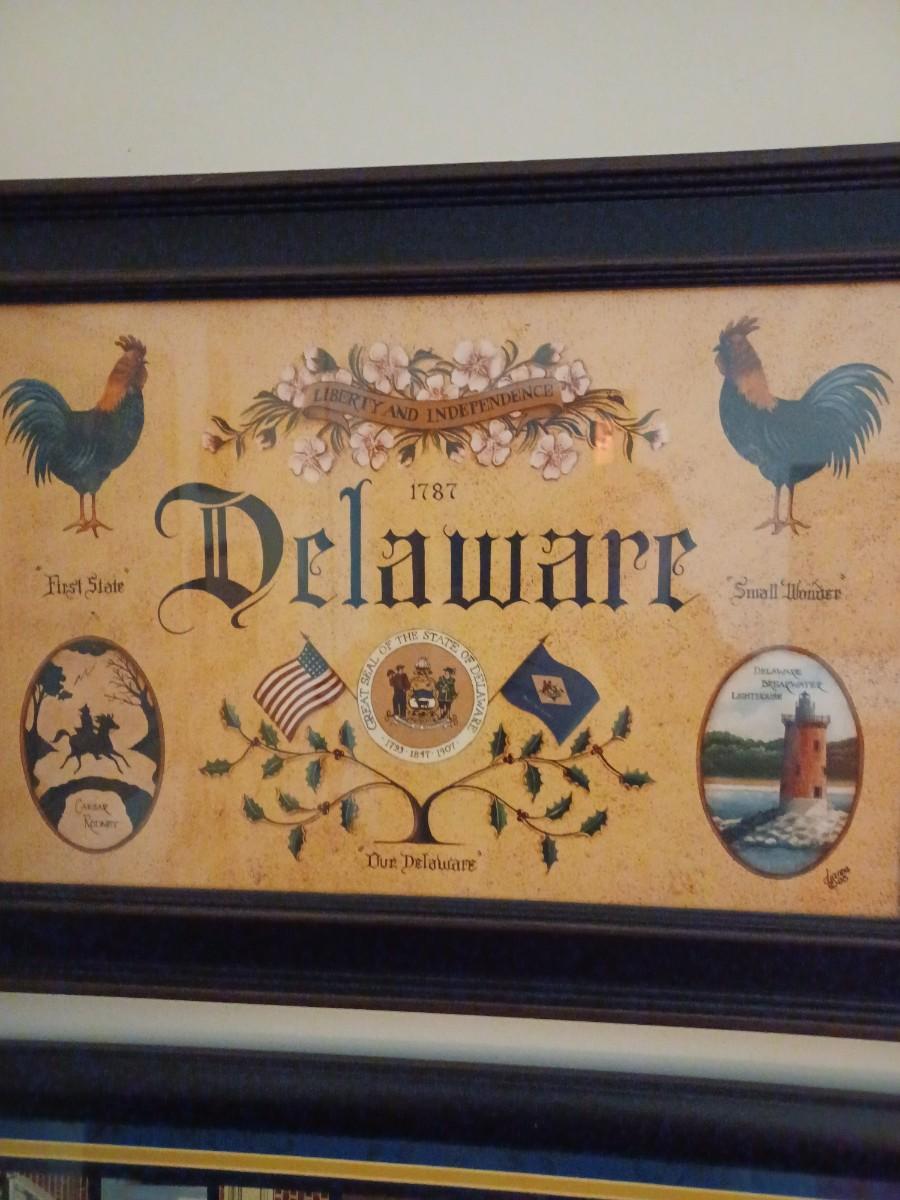 LIBERTY AND INDEPENDENCE
1787
Delaware
"First State"
"Small Wonder"
GREAT SEAL OF THE STATE OF DELAWARE
· 1793 · 1847 · 1907 ·
DELAWARE
BREAKWATER
LIGHTHOUSE
CAESAR
RODNEY
"Our Delaware"